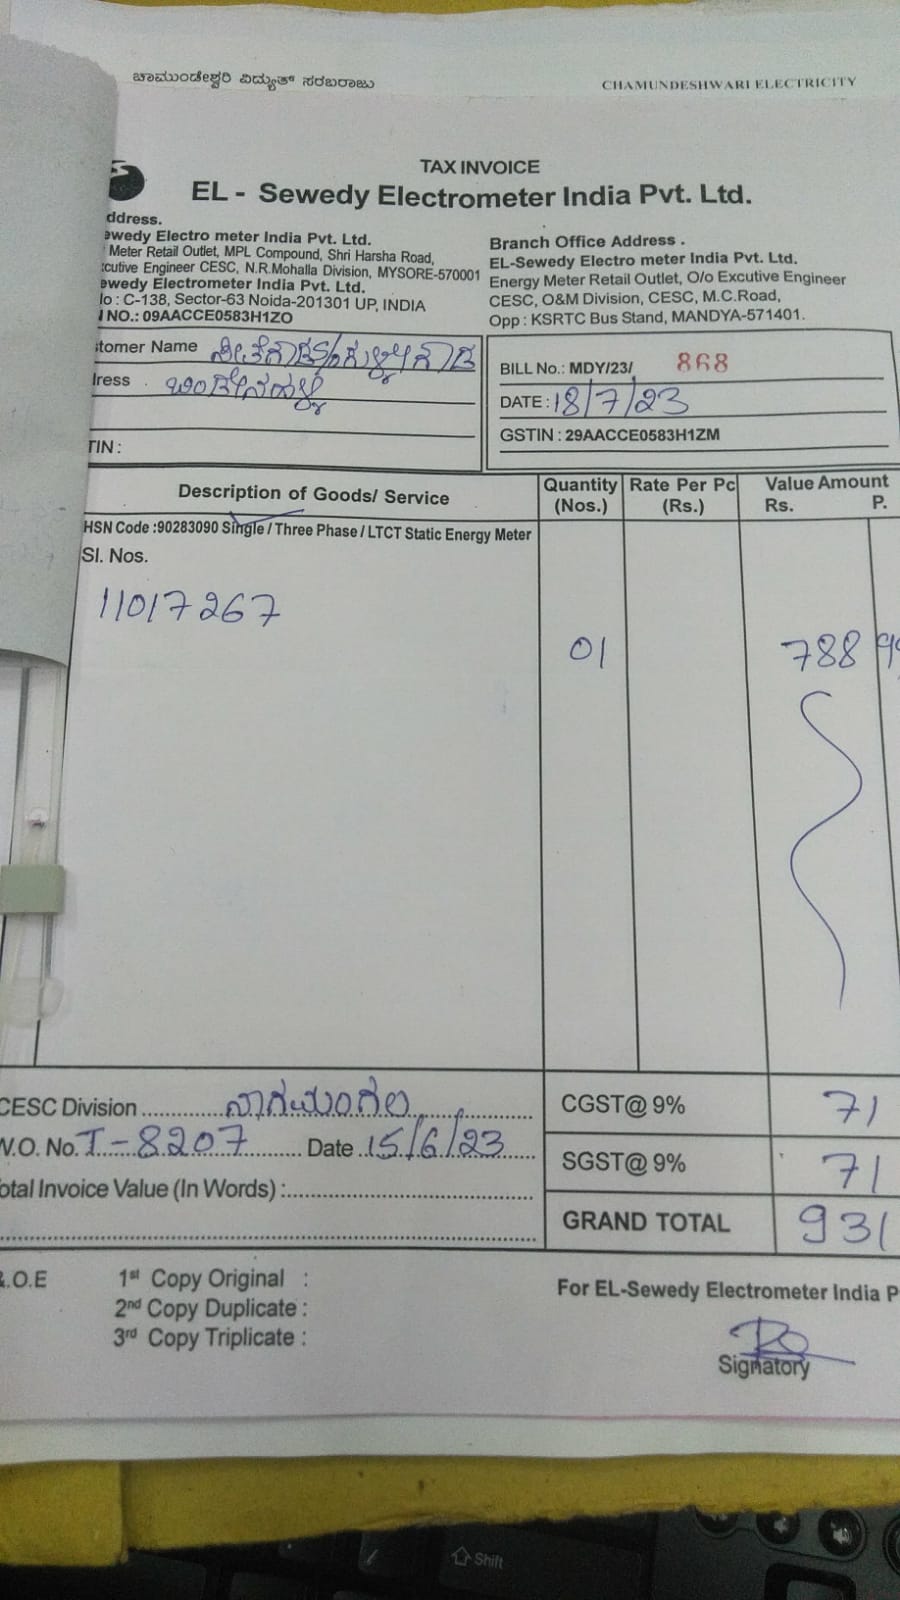 ಚಾಮುಂಡೇಶ್ವರಿ ವಿದ್ಯುತ್ ಸರಬರಾಜು
CHAMUNDESHWARI ELECTRICITY
TAX INVOICE
EL - Sewedy Electrometer India Pvt. Ltd.
ddress.
ewedy Electro meter India Pvt. Ltd.
Meter Retail Outlet, MPL Compound, Shri Harsha Road,
cutive Engineer CESC, N.R.Mohalla Division, MYSORE-570001
ewedy Electrometer India Pvt. Ltd.
lo : C-138, Sector-63 Noida-201301 UP, INDIA
NO.: 09AACCE0583H1ZO
Branch Office Address .
EL-Sewedy Electro meter India Pvt. Ltd.
Energy Meter Retail Outlet, O/o Excutive Engineer
CESC, O&M Division, CESC, M.C.Road,
Opp : KSRTC Bus Stand, MANDYA-571401.
tomer Name
ress .
TIN :
BILL No.: MDY/23/ 868
DATE : 18/7/23
GSTIN : 29AACCE0583H1ZM
Description of Goods/ Service Quantity (Nos.) Rate Per Pc (Rs.) Value Amount Rs. P.
HSN Code :90283090 Single / Three Phase / LTCT Static Energy Meter
Sl. Nos.
11017267
01 788
CESC Division ನಾಗಮಂಗಲ
W.O. No. T-8207 Date 15/6/23
otal Invoice Value (In Words) :
CGST@ 9% 71
SGST@ 9% 71
GRAND TOTAL 931
&.O.E
1st Copy Original :
2nd Copy Duplicate :
3rd Copy Triplicate :
For EL-Sewedy Electrometer India P
Signatory
Shift